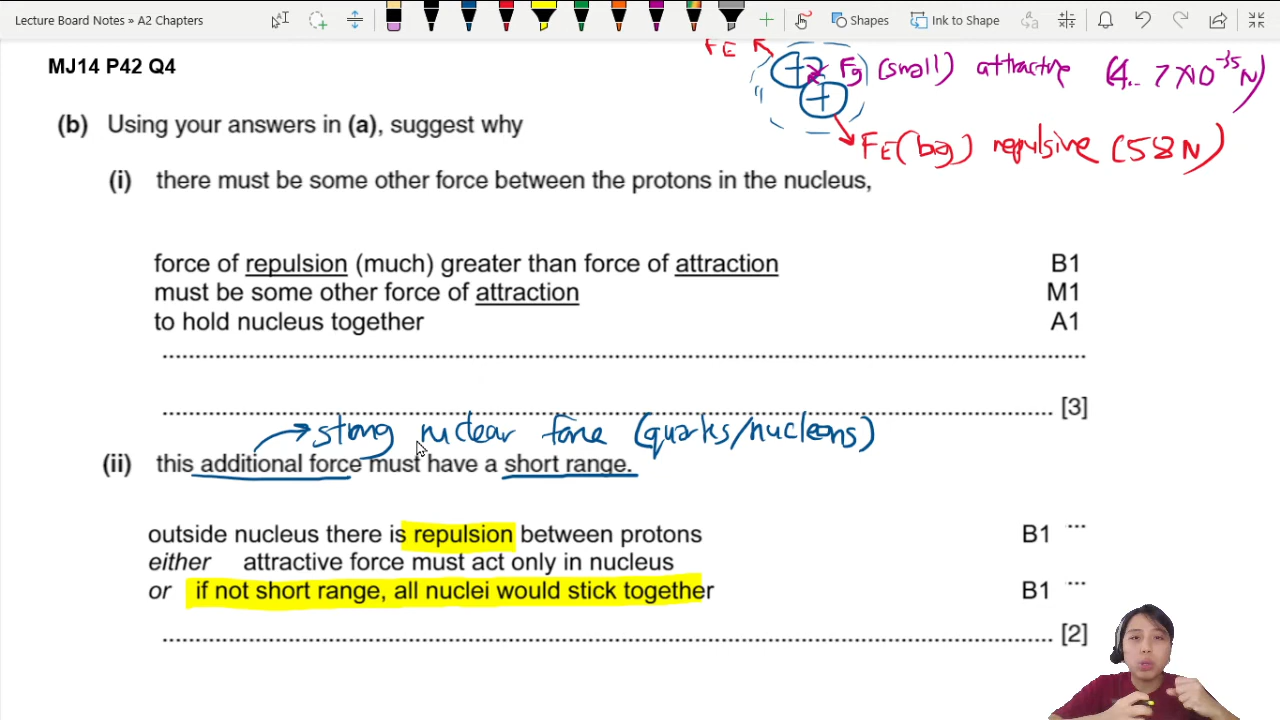 Lecture Board Notes » A2 Chapters
Shapes
Ink to Shape
MJ14 P42 Q4
FE
Fg (small) attractive (4.. 7×10⁻³⁵N)
FE (big) repulsive (58N)
(b) Using your answers in (a), suggest why
(i) there must be some other force between the protons in the nucleus,
force of repulsion (much) greater than force of attraction B1
must be some other force of attraction M1
to hold nucleus together A1
[3]
strong nuclear force (quarks/nucleons)
(ii) this additional force must have a short range.
outside nucleus there is repulsion between protons B1 ...
either attractive force must act only in nucleus
or if not short range, all nuclei would stick together B1 ...
[2]